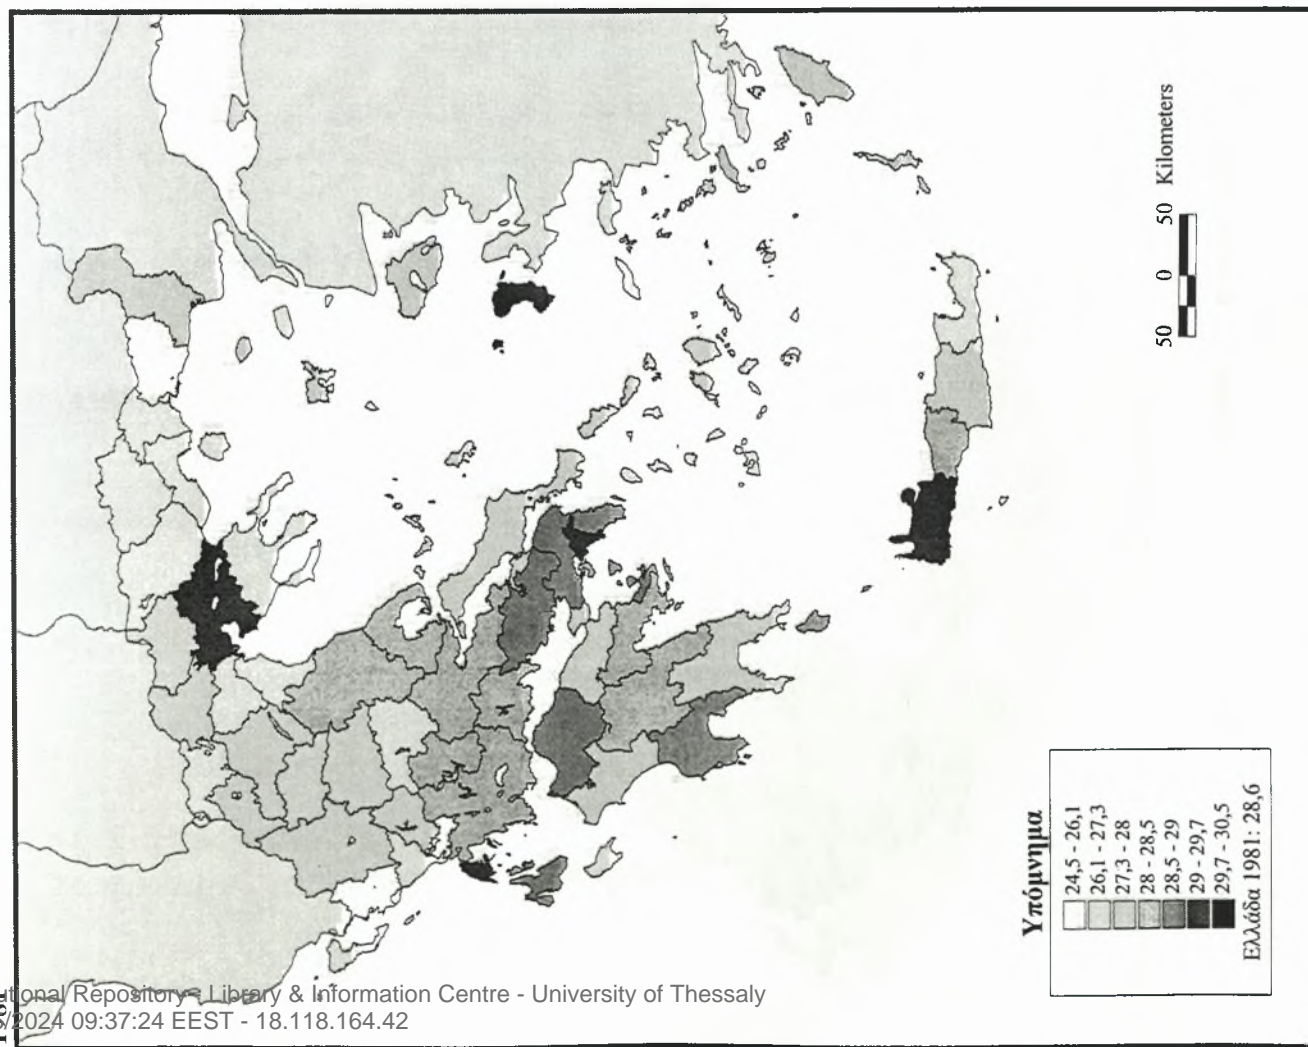 50 0 50 Kilometers
Υπόμνημα
24,5 - 26,1
26,1 - 27,3
27,3 - 28
28 - 28,5
28,5 - 29
29 - 29,7
29,7 - 30,5
Ελλάδα 1981: 28,6
Repository - Library & Information Centre - University of Thessaly
2024 09:37:24 EEST - 18.118.164.42